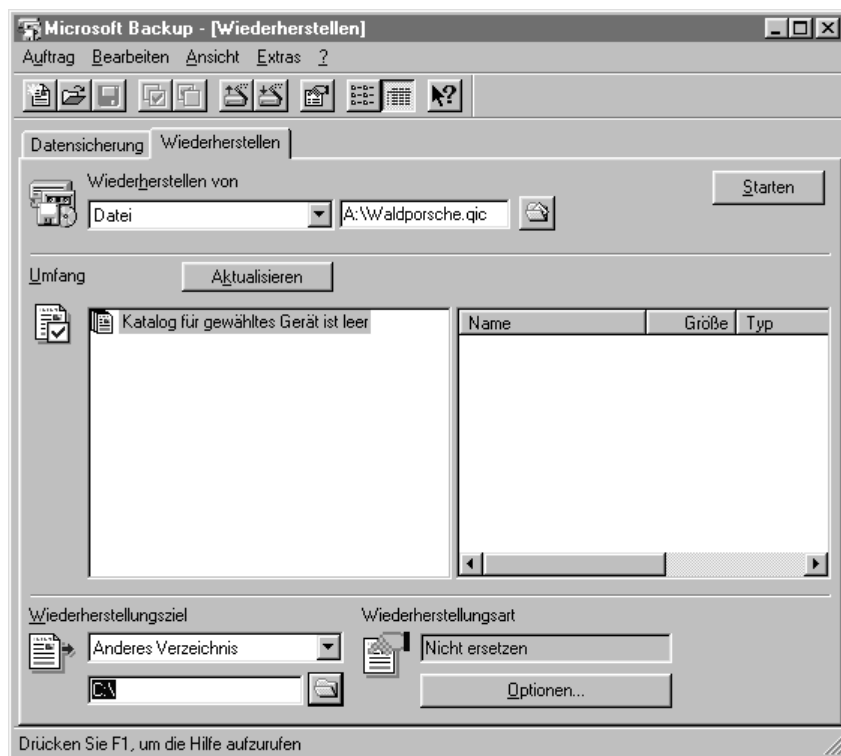 Microsoft Backup - [Wiederherstellen]
Auftrag Bearbeiten Ansicht Extras ?
Datensicherung Wiederherstellen
Wiederherstellen von
Datei A:\Waldporsche.qic Starten
Umfang Aktualisieren
Katalog für gewähltes Gerät ist leer
Name Größe Typ
Wiederherstellungsziel Wiederherstellungsart
Anderes Verzeichnis Nicht ersetzen
C:\ Optionen...
Drücken Sie F1, um die Hilfe aufzurufen